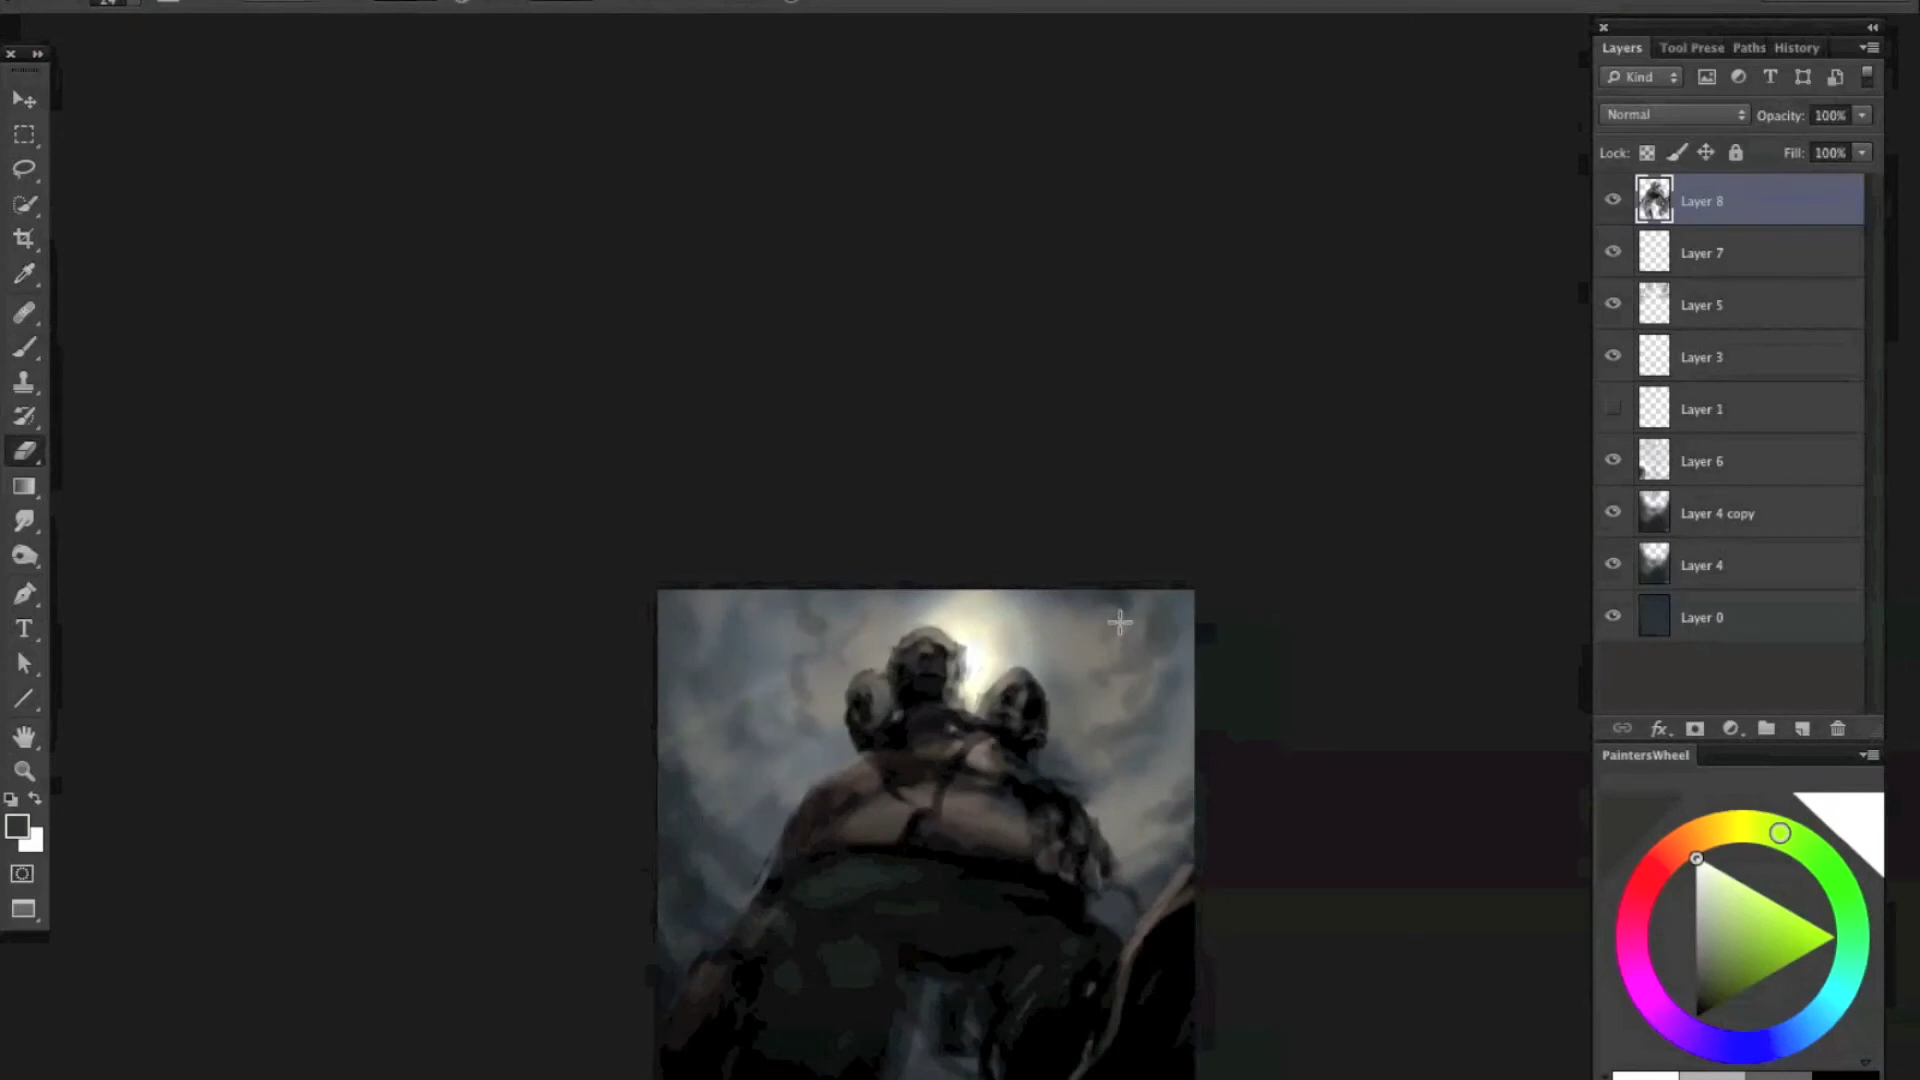 Layers Tool Prese Paths History
Kind
Normal Opacity: 100%
Lock: Fill: 100%
Layer 8
Layer 7
Layer 5
Layer 3
Layer 1
Layer 6
Layer 4 copy
Layer 4
Layer 0
fx
PaintersWheel